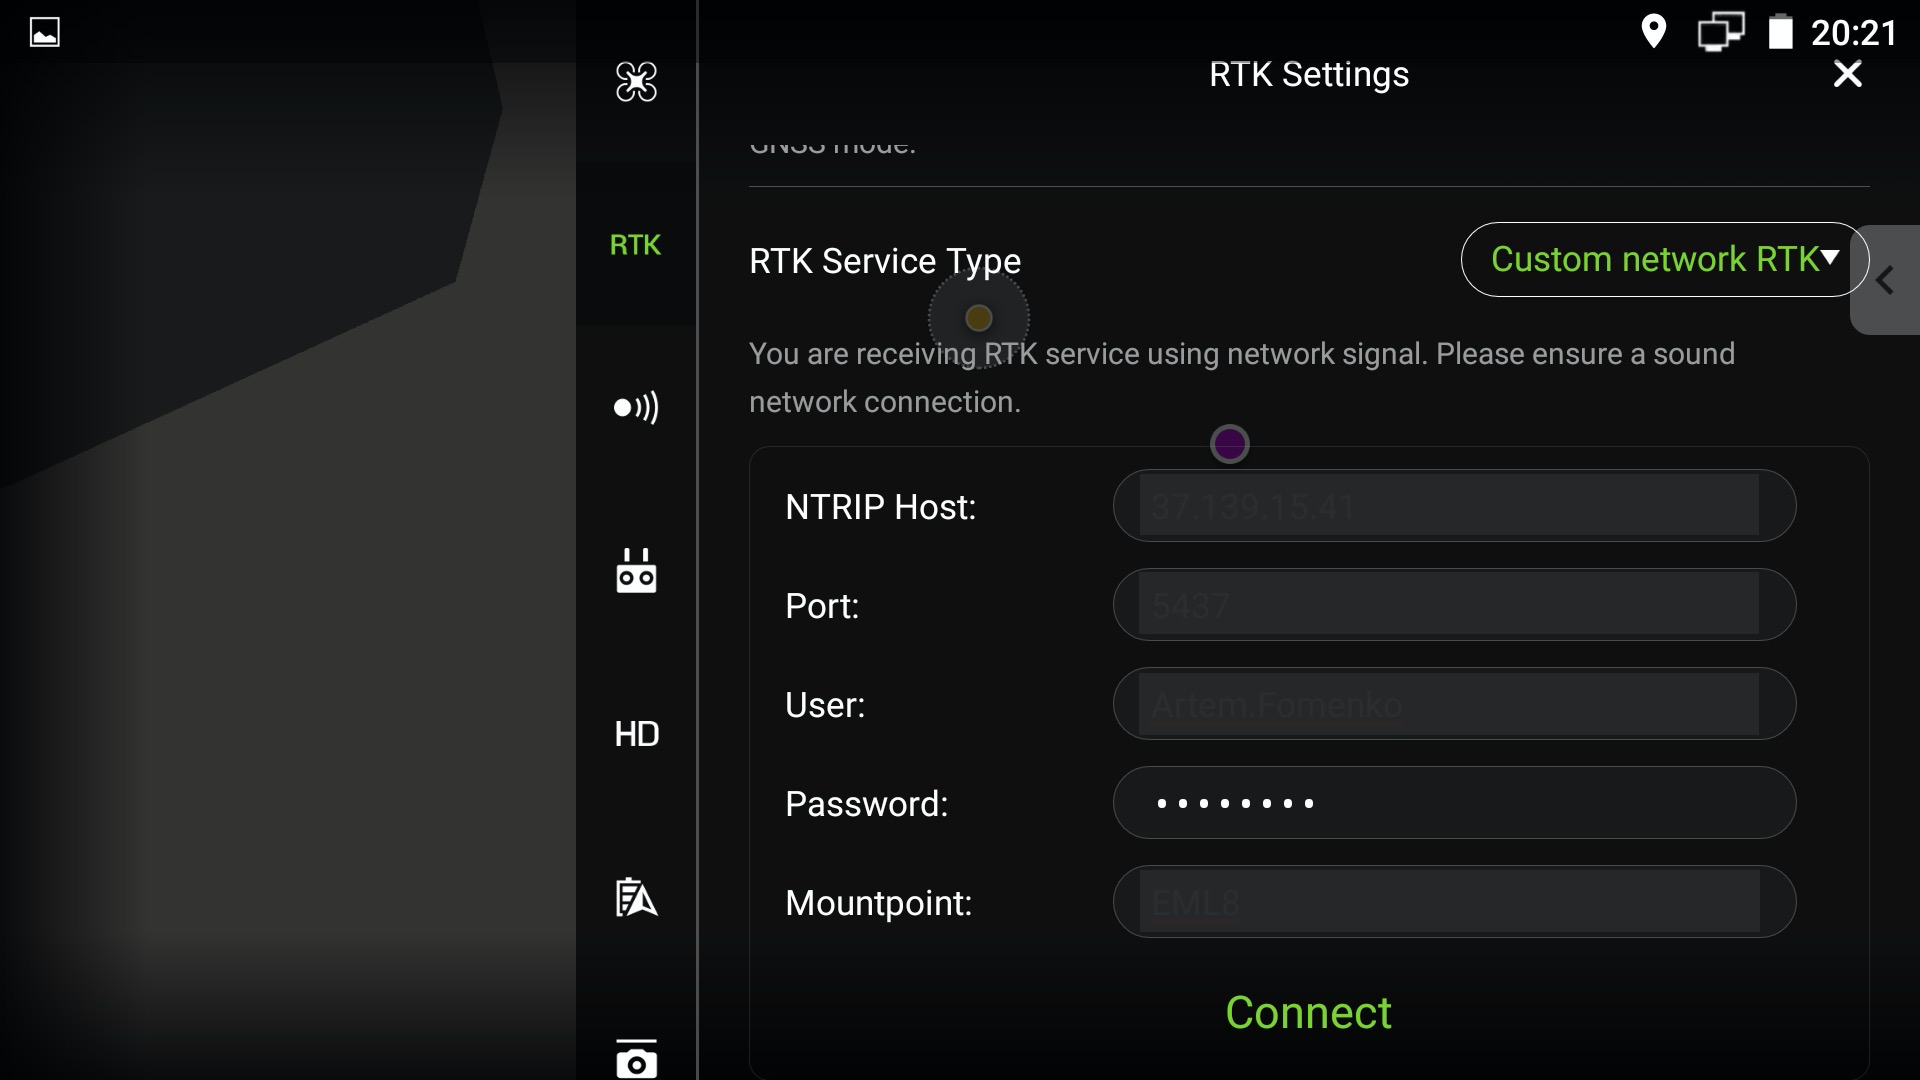 20:21
RTK Settings
GNSS mode:
RTK
RTK Service Type
Custom network RTK
You are receiving RTK service using network signal. Please ensure a sound
network connection.
NTRIP Host:
37.139.15.41
Port:
5437
User:
Artem.Fomenko
HD
Password:
••••••••
Mountpoint:
EML8
Connect